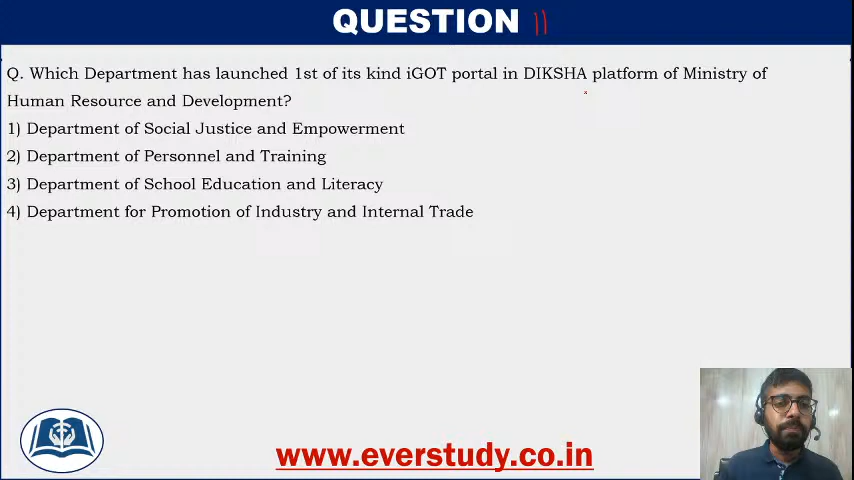 QUESTION 11
Q. Which Department has launched 1st of its kind iGOT portal in DIKSHA platform of Ministry of
Human Resource and Development?
1) Department of Social Justice and Empowerment
2) Department of Personnel and Training
3) Department of School Education and Literacy
4) Department for Promotion of Industry and Internal Trade
www.everstudy.co.in